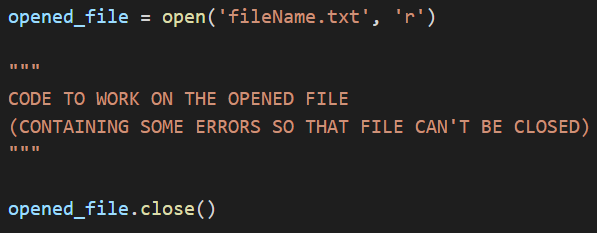 opened_file = open('fileName.txt', 'r')
"""
CODE TO WORK ON THE OPENED FILE
(CONTAINING SOME ERRORS SO THAT FILE CAN'T BE CLOSED)
"""
opened_file.close()